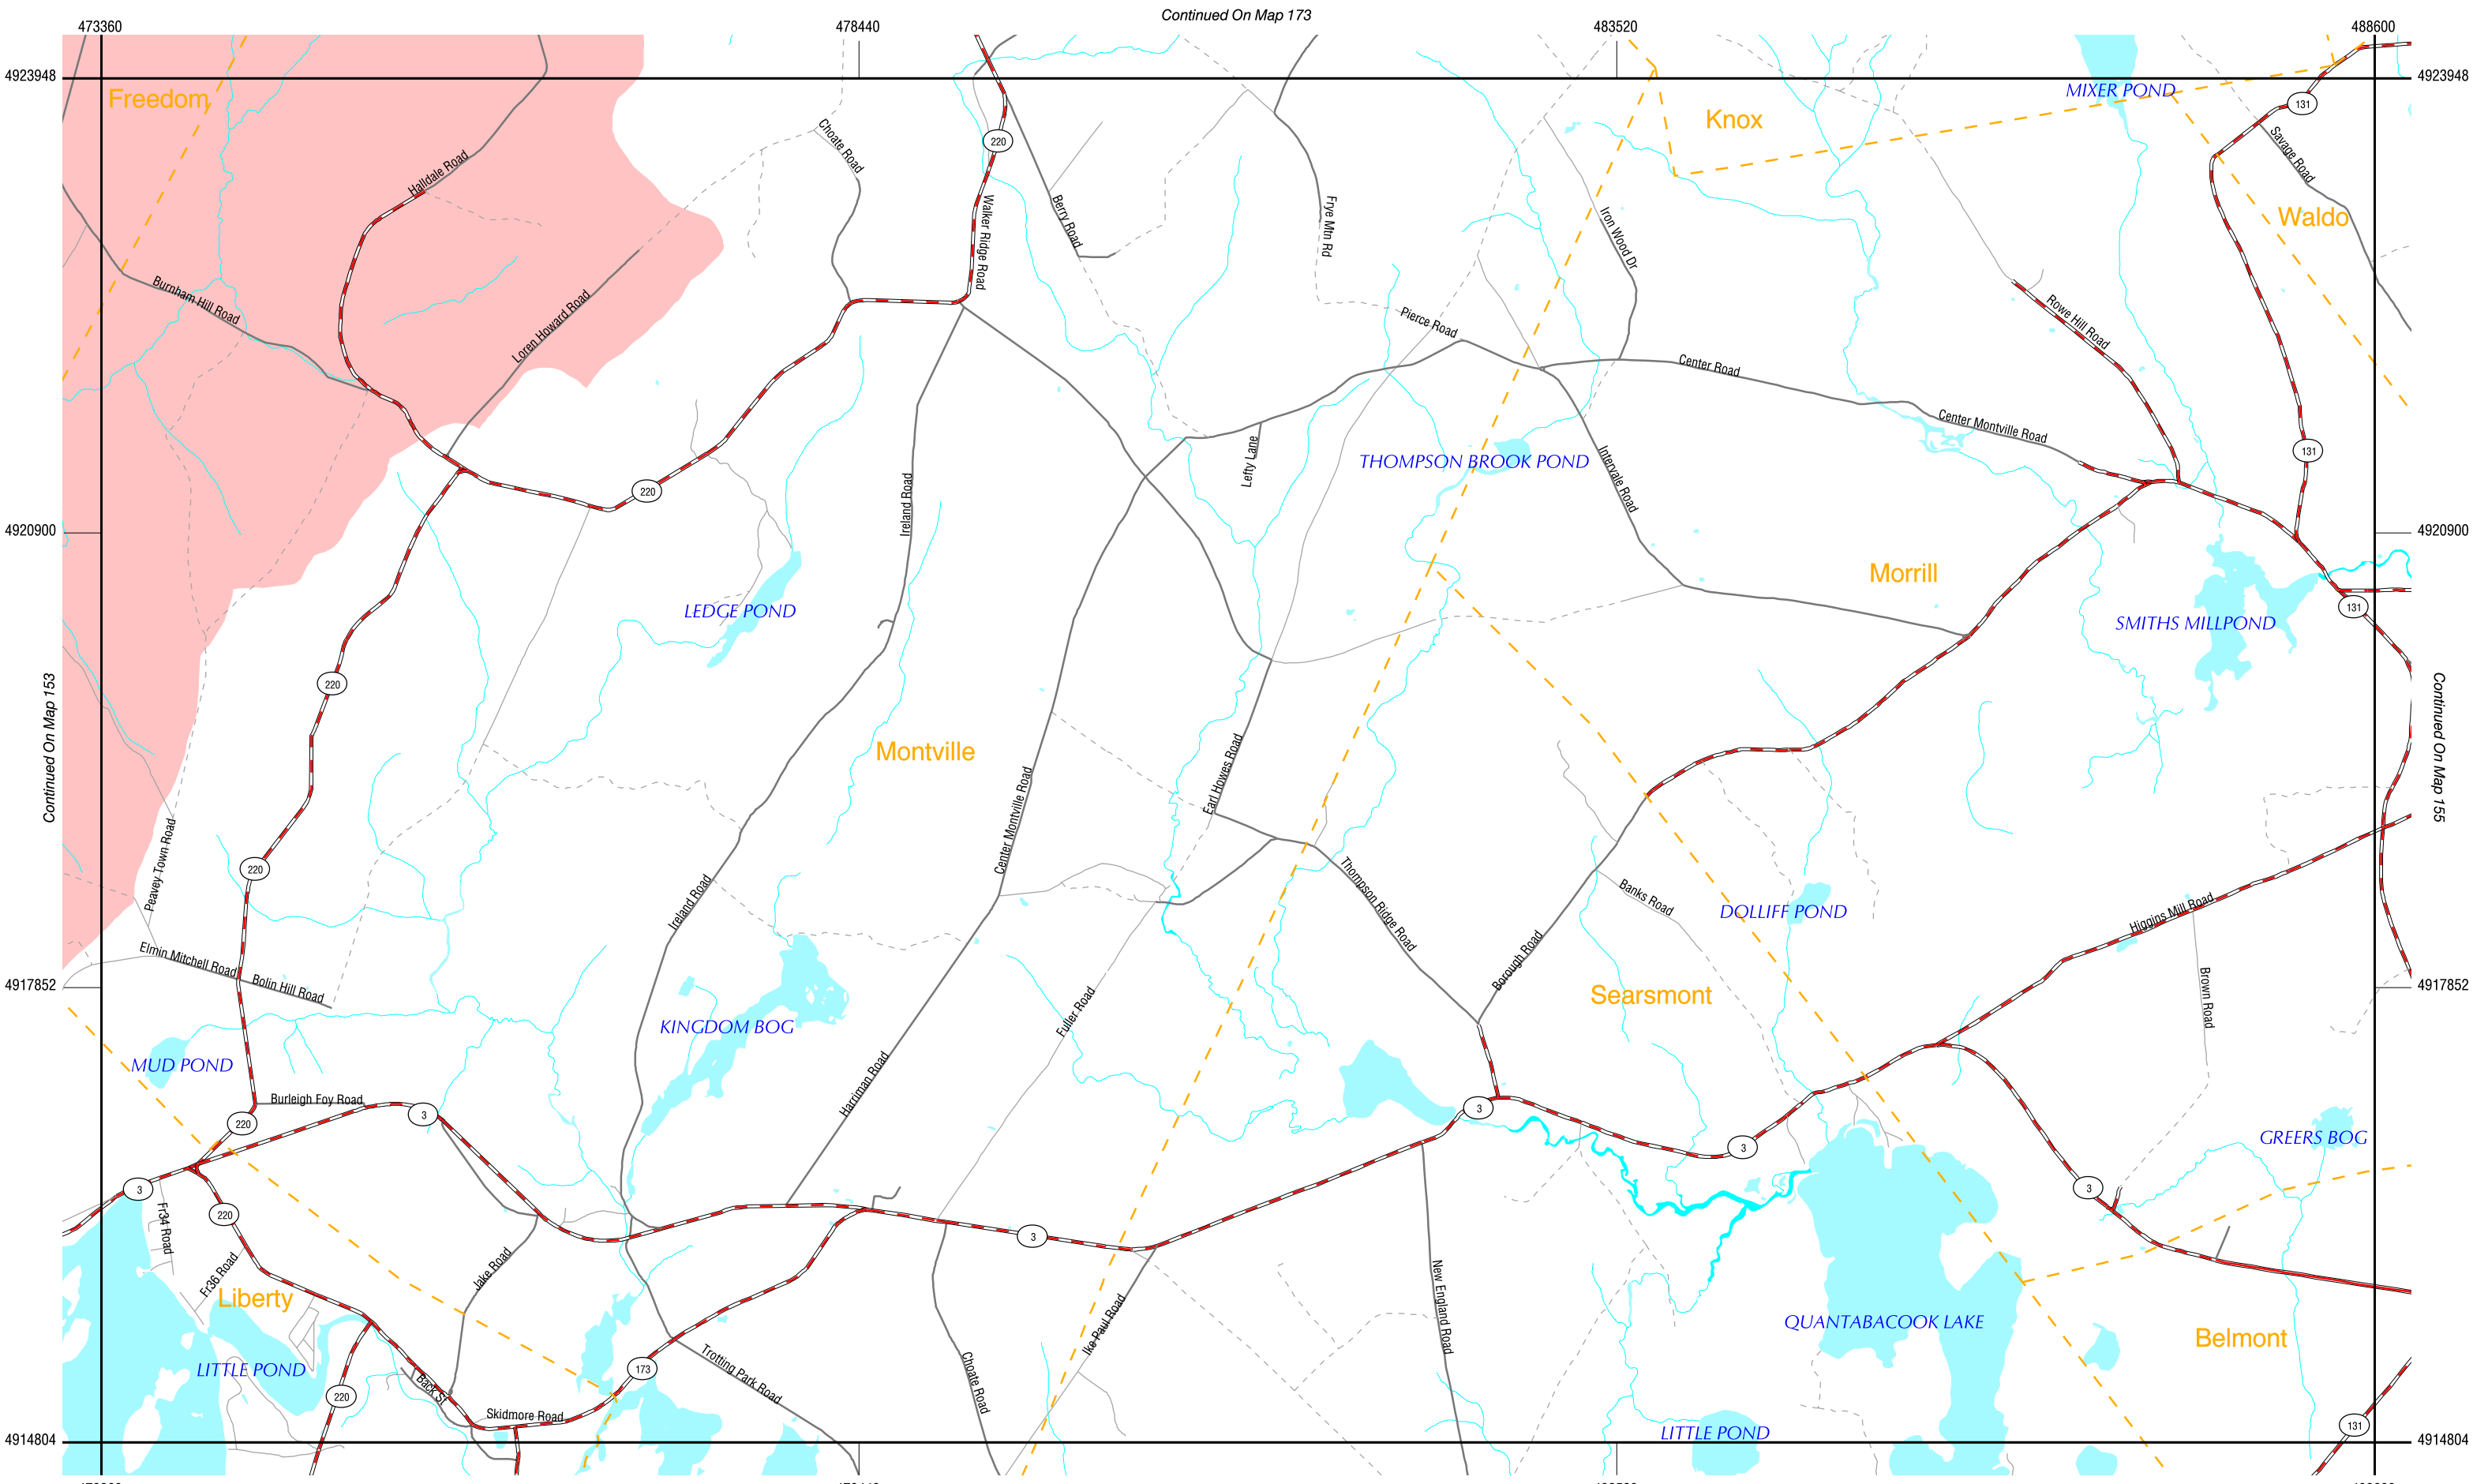 Continued On Map 173
473360
478440
483520
488600
4923948
4923948
Freedom
MIXER POND
131
Knox
220
Choate Road
Savage Road
Halldale Road
Waldo
Walker Ridge Road
Berry Road
Frye Mtn Rd
Iron Wood Dr
Burnham Hill Road
Loren Howard Road
Pierce Road
Rowe Hill Road
Center Road
Center Montville Road
Lefty Lane
THOMPSON BROOK POND
Intervale Road
131
220
Ireland Road
4920900
4920900
Morrill
LEDGE POND
131
SMITHS MILLPOND
220
Continued On Map 153
Continued On Map 155
Montville
Earl Howes Road
Center Montville Road
220
Peavey Town Road
Ireland Road
Thompson Ridge Road
Banks Road
DOLLIFF POND
Higgins Mill Road
Elmin Mitchell Road
Bolin Hill Road
Borough Road
4917852
4917852
Searsmont
Brown Road
Fuller Road
KINGDOM BOG
MUD POND
Harriman Road
Burleigh Foy Road
3
220
3
3
GREERS BOG
3
3
220
Fr34 Road
3
Fr36 Road
Jake Road
Liberty
New England Road
Ike Paul Road
QUANTABACOOK LAKE
Belmont
LITTLE POND
173
Trotting Park Road
Choate Road
Back St
220
Skidmore Road
131
LITTLE POND
4914804
4914804